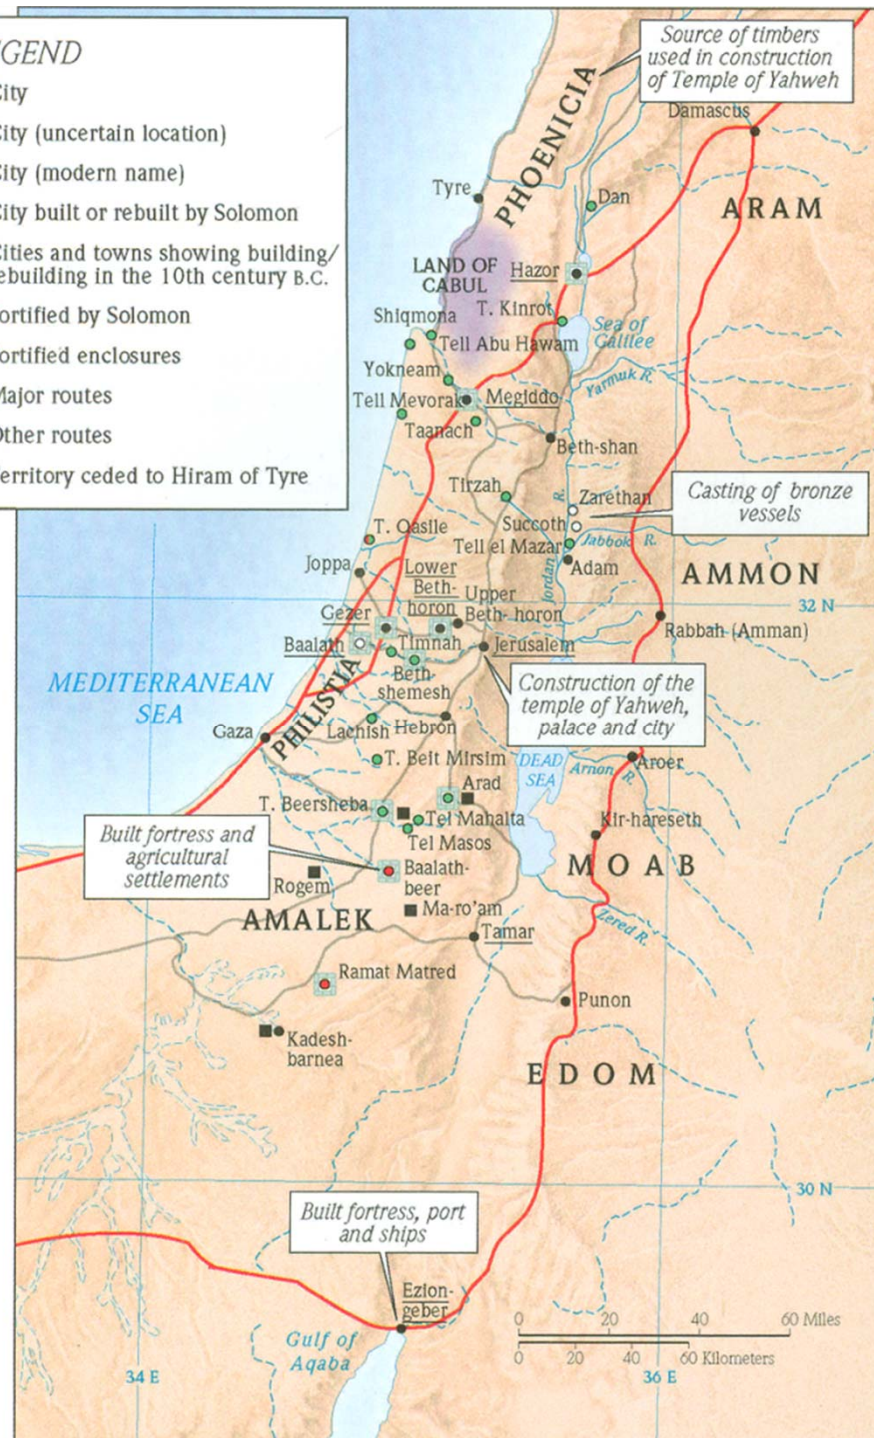 GEND
ity
ity (uncertain location)
ity (modern name)
ity built or rebuilt by Solomon
ities and towns showing building/
ebuilding in the 10th century B.C.
ortified by Solomon
ortified enclosures
ajor routes
ther routes
erritory ceded to Hiram of Tyre
Source of timbers
used in construction
of Temple of Yahweh
Damascus
PHOENICIA
Tyre
Dan
ARAM
LAND OF
CABUL
Hazor
T. Kinrot
Shiqmona
Sea of
Galilee
Tell Abu Hawam
Yokneam
Yarmuk R.
Tell Mevorak
Megiddo
Taanach
Beth-shan
Tirzah
Zarethan
Casting of bronze
vessels
Succoth
T. Qasile
Tell el Mazar
Jabbok R.
Jordan R.
Joppa
Lower
Beth-
horon
Adam
AMMON
Upper
Beth-horon
32 N
Gezer
Rabbah (Amman)
Baalath
Timnah
Jerusalem
Beth
shemesh
MEDITERRANEAN
SEA
PHILISTIA
Construction of the
temple of Yahweh,
palace and city
Gaza
Lachish
Hebron
T. Beit Mirsim
DEAD
SEA
Arnon R.
Aroer
Arad
T. Beersheba
Tel Mahalta
Kir-hareseth
Tel Masos
Built fortress and
agricultural
settlements
MOAB
Rogem
Baalath-
beer
AMALEK
Ma-ro'am
Zered R.
Tamar
Ramat Matred
Punon
Kadesh-
barnea
EDOM
30 N
Built fortress, port
and ships
Ezion-
geber
0 20 40 60 Miles
Gulf of
Aqaba
0 20 40 60 Kilometers
34 E
36 E